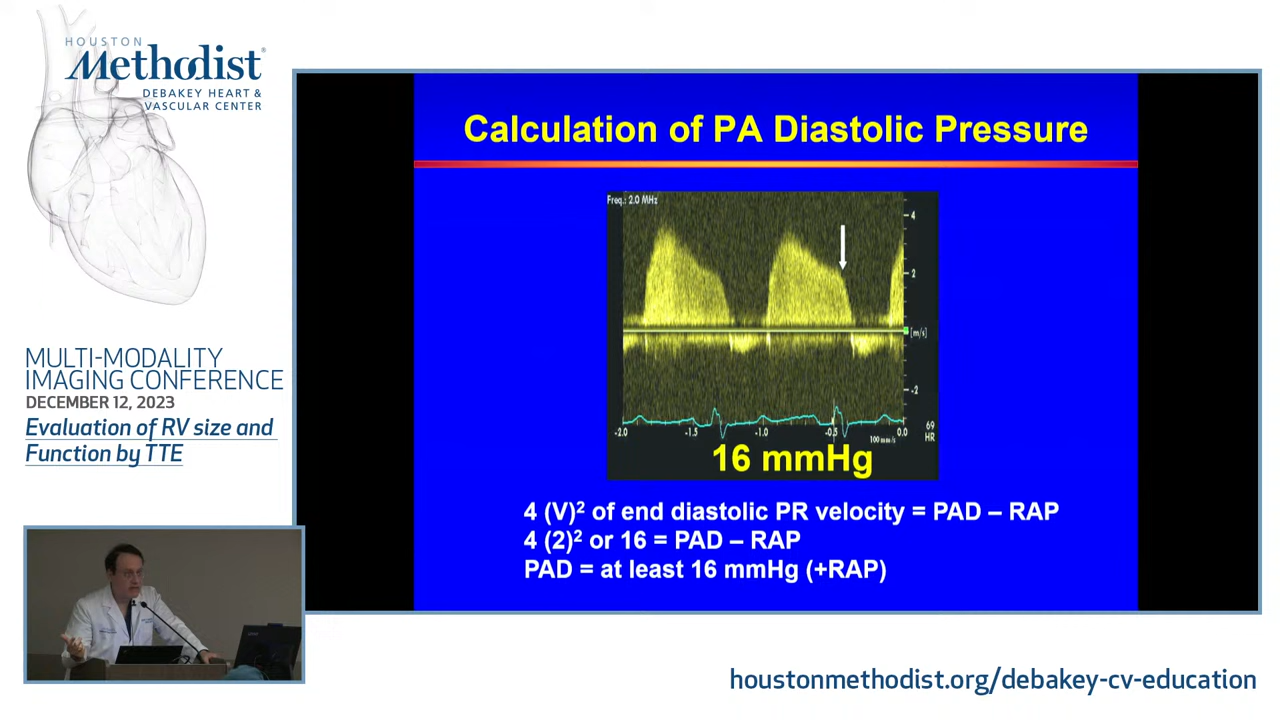 HOUSTON
Methodist®
DEBAKEY HEART &
VASCULAR CENTER
MULTI-MODALITY
IMAGING CONFERENCE
DECEMBER 12, 2023
Evaluation of RV size and
Function by TTE
Calculation of PA Diastolic Pressure
Freq.: 2.0 MHz
4
2
[m/s]
-2
-2.0 -1.5 -1.0 -0.5 0.0
100 mm/s
69
HR
16 mmHg
4 (V)² of end diastolic PR velocity = PAD – RAP
4 (2)² or 16 = PAD – RAP
PAD = at least 16 mmHg (+RAP)
houstonmethodist.org/debakey-cv-education